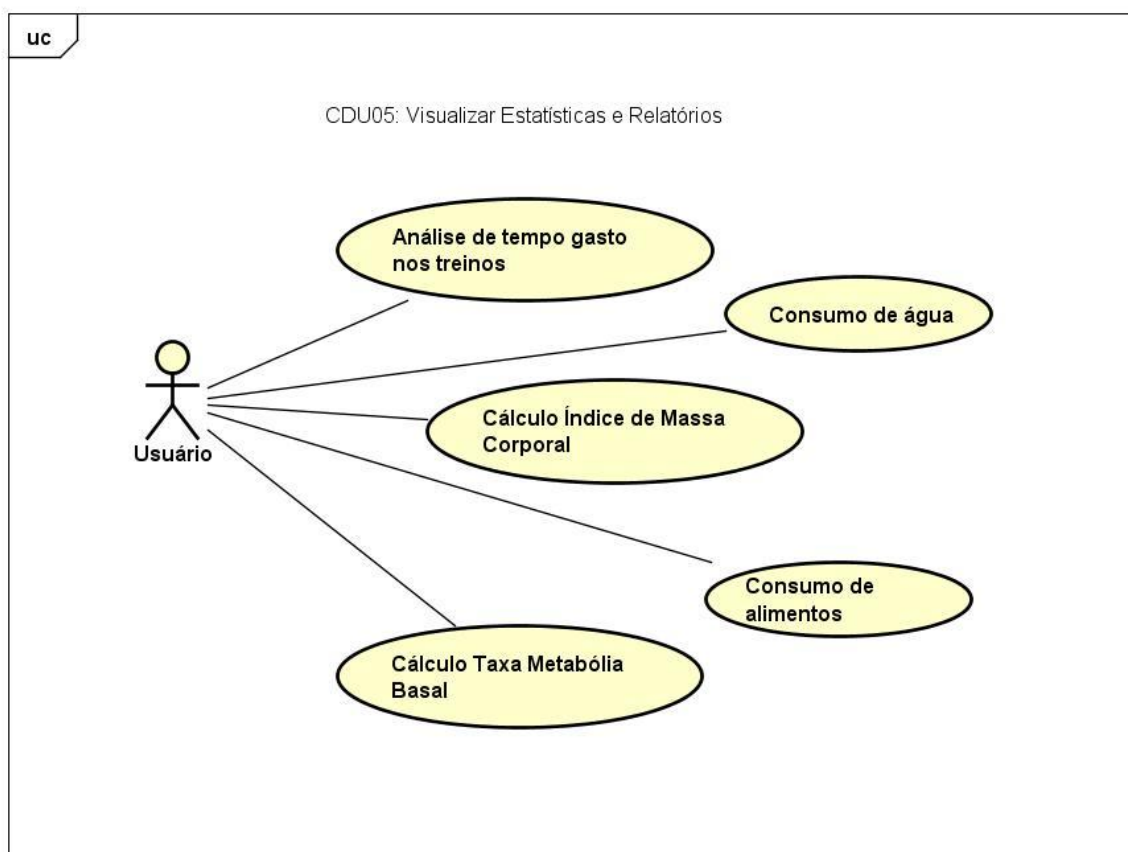 uc
CDU05: Visualizar Estatísticas e Relatórios
Análise de tempo gasto
nos treinos
Consumo de água
Cálculo Índice de Massa
Corporal
Usuário
Consumo de
alimentos
Cálculo Taxa Metabólia
Basal